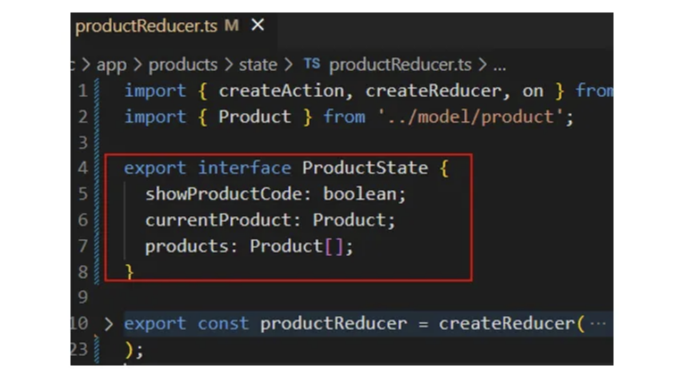 productReducer.ts M ×
> app > products > state > TS productReducer.ts > ...
1 import { createAction, createReducer, on } from
2 import { Product } from '../model/product';
3
4 export interface ProductState {
5 showProductCode: boolean;
6 currentProduct: Product;
7 products: Product[];
8 }
9
10 > export const productReducer = createReducer( ...
23 );